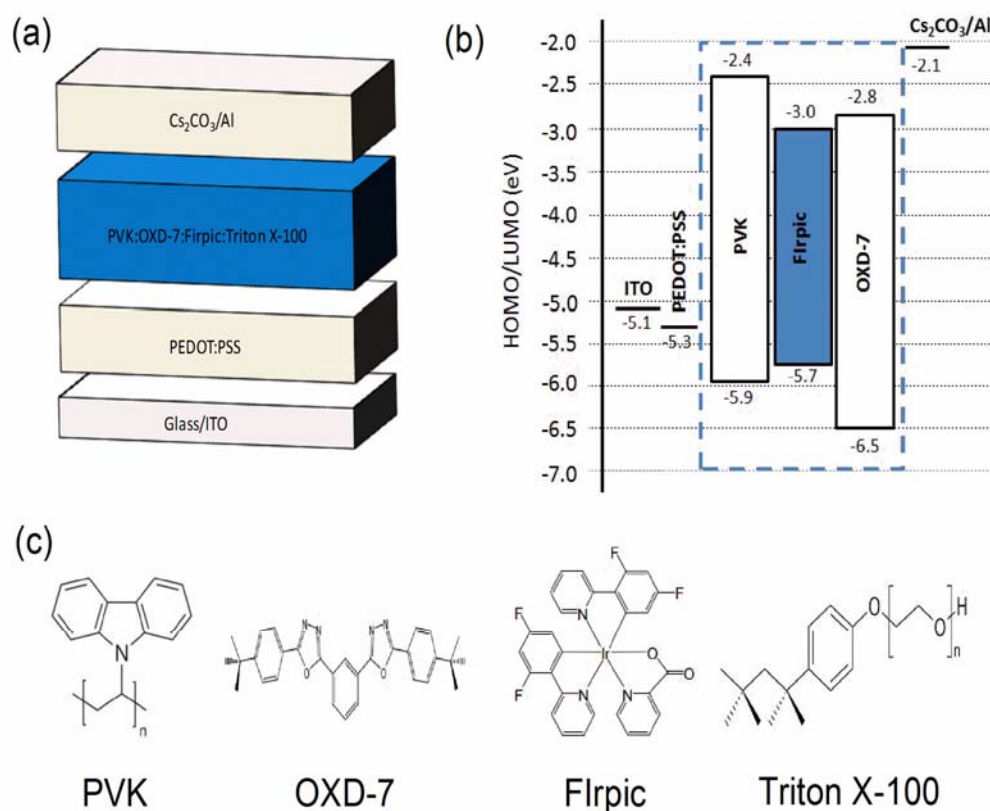 (a)
Cs₂CO₃/Al
PVK:OXD-7:Firpic:Triton X-100
PEDOT:PSS
Glass/ITO
(b)
HOMO/LUMO (eV)
-2.0
-2.5
-3.0
-3.5
-4.0
-4.5
-5.0
-5.5
-6.0
-6.5
-7.0
ITO
-5.1
PEDOT:PSS
-5.3
-2.4
PVK
-5.9
-3.0
FIrpic
-5.7
-2.8
OXD-7
-6.5
Cs₂CO₃/Al
-2.1
(c)
N
n
PVK
N N
O
N N
O
OXD-7
F
F
N
F
F
N
Ir
N
O
O
FIrpic
O
O
H
n
Triton X-100